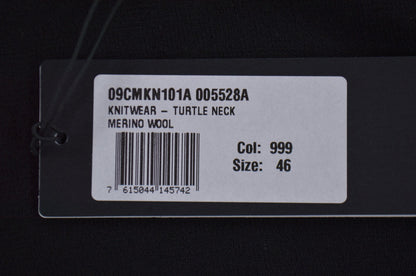 09CMKN101A 005528A
KNITWEAR – TURTLE NECK
MERINO WOOL
Col: 999
Size: 46
7 615044 145742